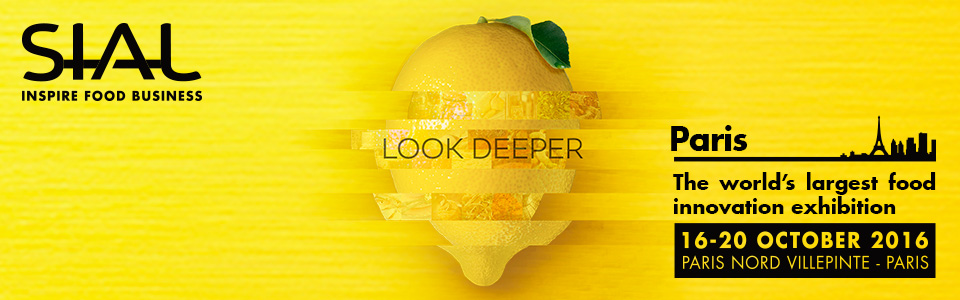 SIAL
INSPIRE FOOD BUSINESS
LOOK DEEPER
Paris
The world's largest food
innovation exhibition
16-20 OCTOBER 2016
PARIS NORD VILLEPINTE - PARIS